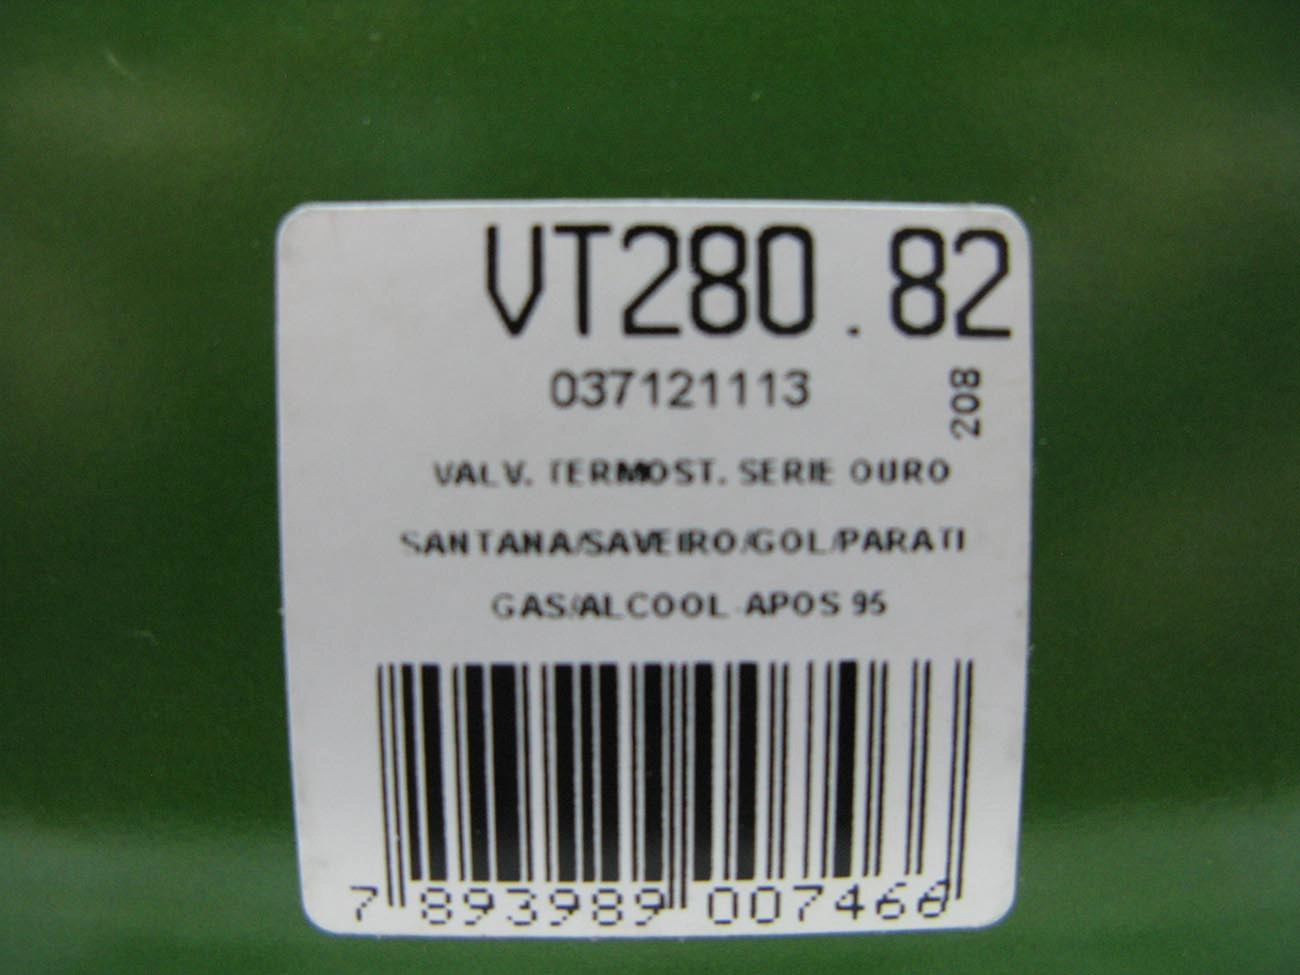 VT280.82
037121113
208
VALV. TERMOST. SERIE OURO
SANTANA/SAVEIRO/GOL/PARATI
GAS/ALCOOL-APOS 95
7 893989 007466